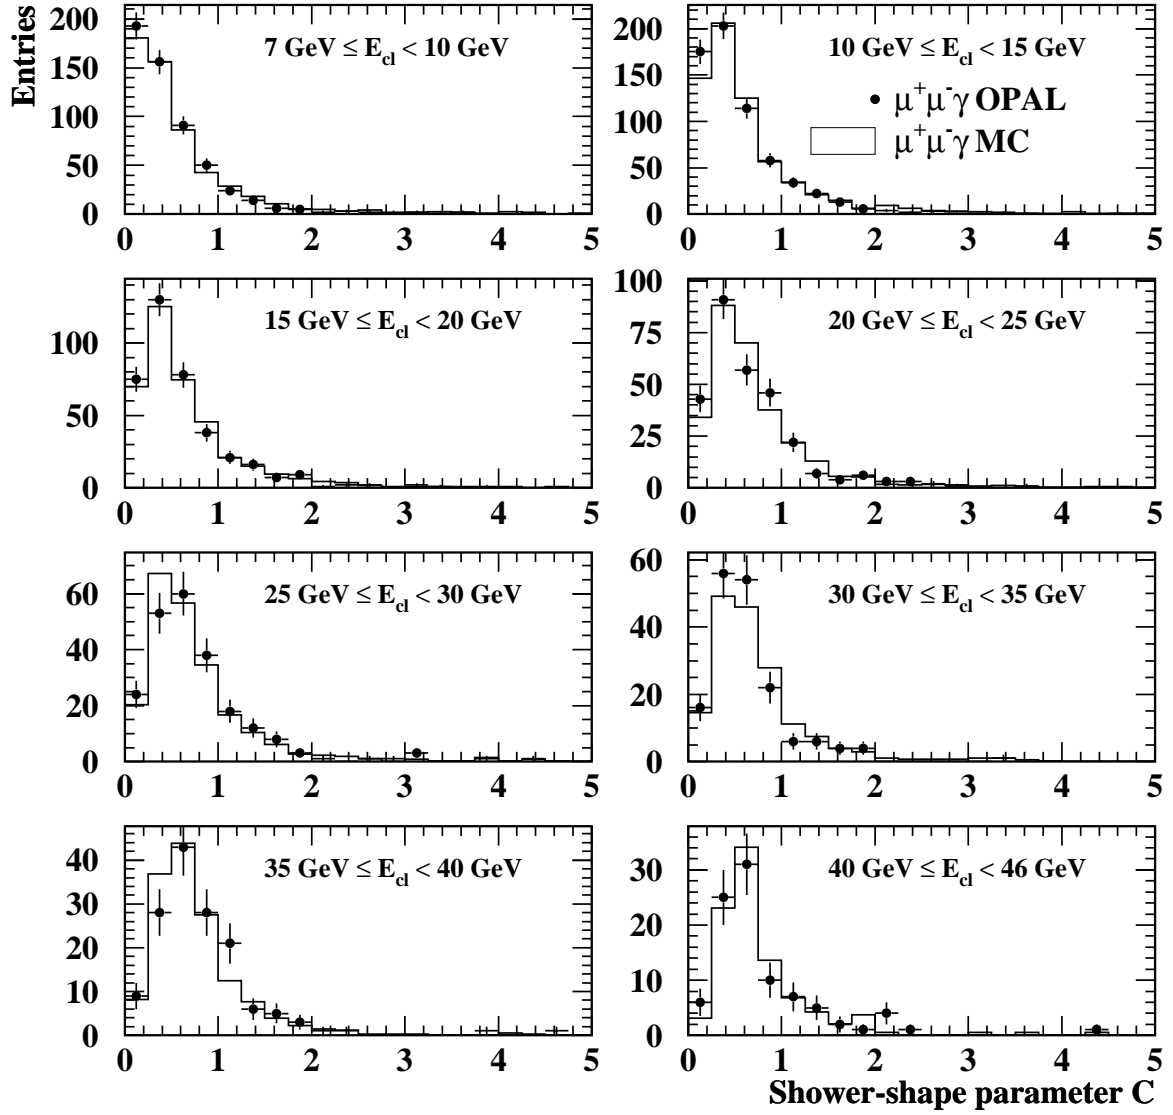 Entries
200
150
100
50
0
7 GeV ≤ E_cl < 10 GeV
0 1 2 3 4 5
200
150
100
50
0
10 GeV ≤ E_cl < 15 GeV
μ⁺μ⁻γ OPAL
μ⁺μ⁻γ MC
0 1 2 3 4 5
100
50
0
15 GeV ≤ E_cl < 20 GeV
0 1 2 3 4 5
100
75
50
25
0
20 GeV ≤ E_cl < 25 GeV
0 1 2 3 4 5
60
40
20
0
25 GeV ≤ E_cl < 30 GeV
0 1 2 3 4 5
60
40
20
0
30 GeV ≤ E_cl < 35 GeV
0 1 2 3 4 5
40
30
20
10
0
35 GeV ≤ E_cl < 40 GeV
0 1 2 3 4 5
30
20
10
0
40 GeV ≤ E_cl < 46 GeV
0 1 2 3 4 5
Shower-shape parameter C